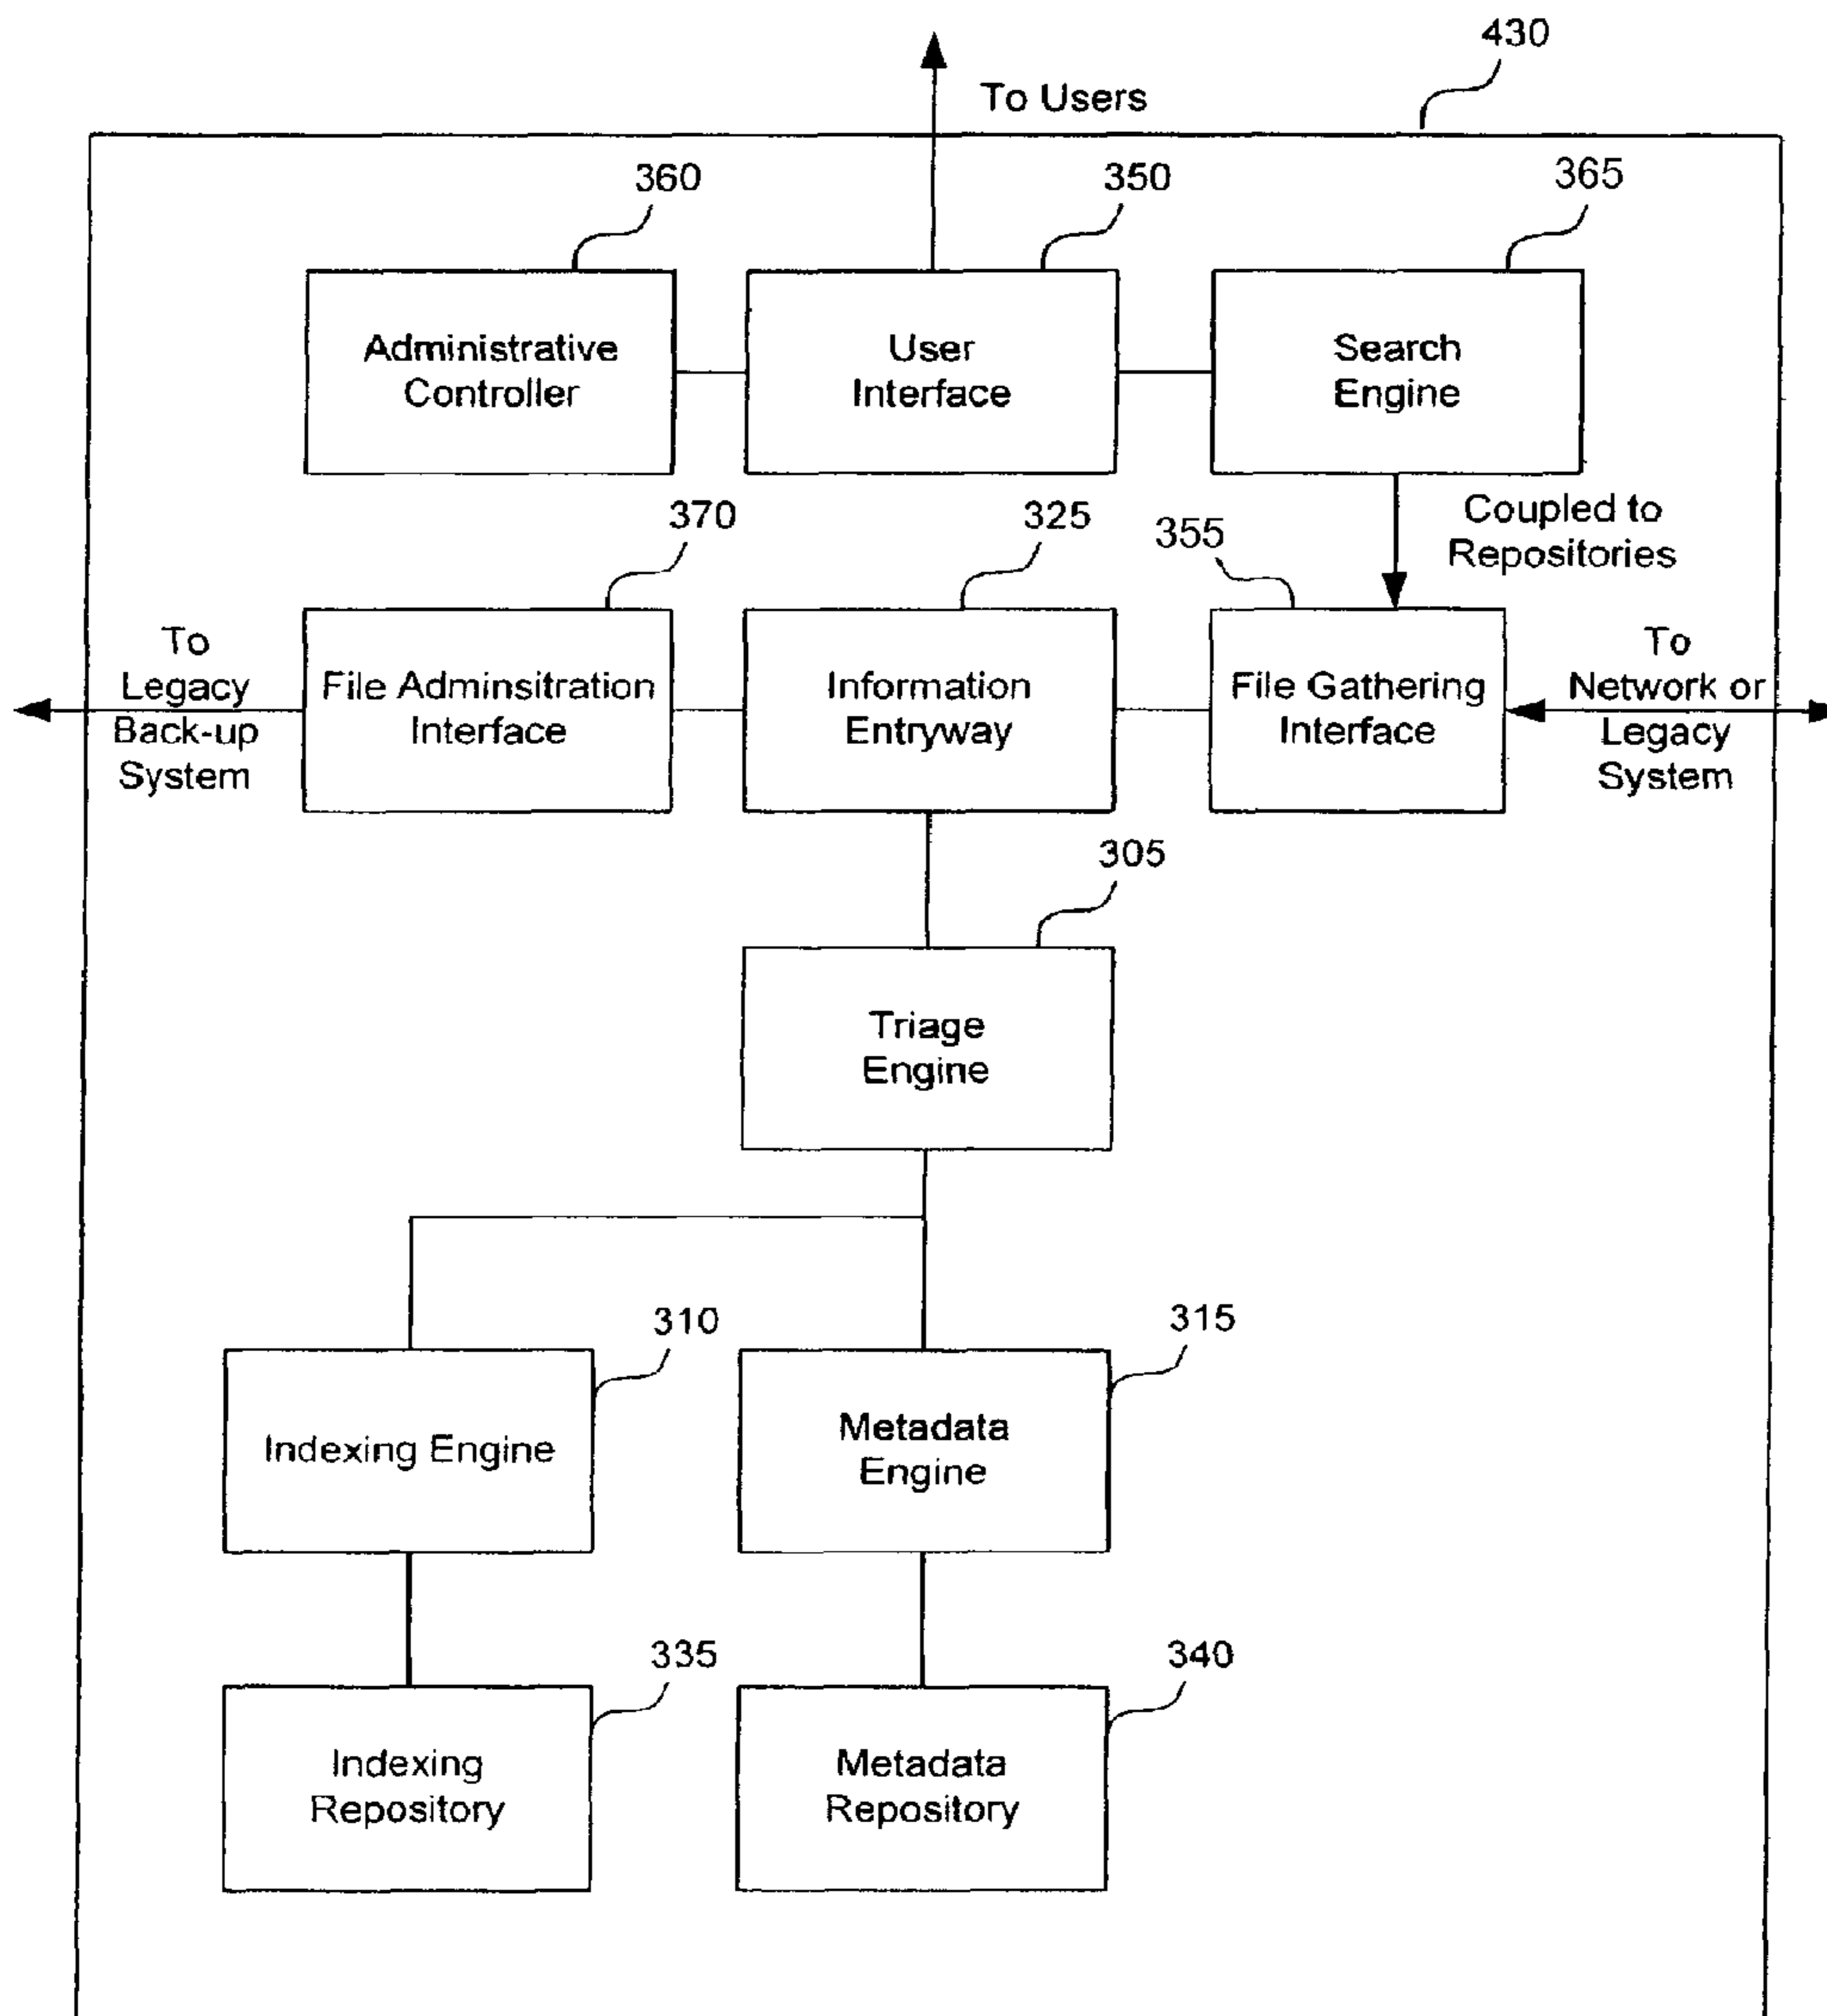 430
To Users
360
350
365
Administrative
Controller
User
Interface
Search
Engine
Coupled to
Repositories
370
325
355
To
Legacy
Back-up
System
File Adminsitration
Interface
Information
Entryway
File Gathering
Interface
To
Network or
Legacy
System
305
Triage
Engine
310
315
Indexing Engine
Metadata
Engine
335
340
Indexing
Repository
Metadata
Repository